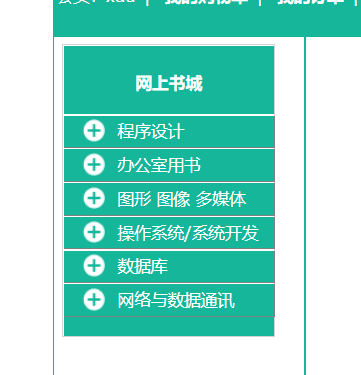 网上书城
程序设计
办公室用书
图形 图像 多媒体
操作系统/系统开发
数据库
网络与数据通讯